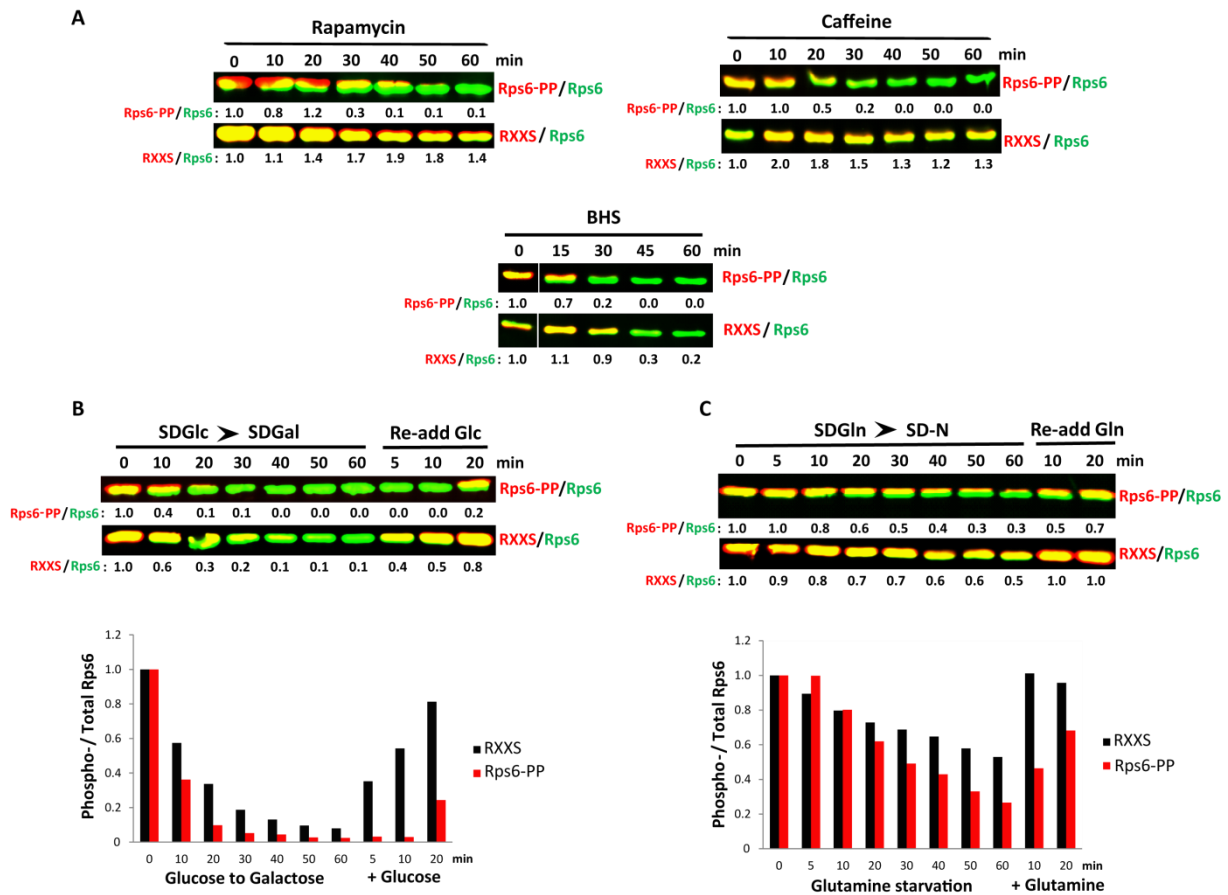 A
Rapamycin
0 10 20 30 40 50 60 min
Rps6-PP/Rps6
Rps6-PP/Rps6: 1.0 0.8 1.2 0.3 0.1 0.1 0.1
RXXS/Rps6
RXXS/Rps6: 1.0 1.1 1.4 1.7 1.9 1.8 1.4
Caffeine
0 10 20 30 40 50 60 min
Rps6-PP/Rps6
Rps6-PP/Rps6: 1.0 1.0 0.5 0.2 0.0 0.0 0.0
RXXS/Rps6
RXXS/Rps6: 1.0 2.0 1.8 1.5 1.3 1.2 1.3
BHS
0 15 30 45 60 min
Rps6-PP/Rps6
Rps6-PP/Rps6: 1.0 0.7 0.2 0.0 0.0
RXXS/Rps6
RXXS/Rps6: 1.0 1.1 0.9 0.3 0.2
B
SDGlc > SDGal Re-add Glc
0 10 20 30 40 50 60 5 10 20 min
Rps6-PP/Rps6
Rps6-PP/Rps6: 1.0 0.4 0.1 0.1 0.0 0.0 0.0 0.0 0.0 0.2
RXXS/Rps6
RXXS/Rps6: 1.0 0.6 0.3 0.2 0.1 0.1 0.1 0.4 0.5 0.8
Phospho-/ Total Rps6
1.2
1.0
0.8
0.6
0.4
0.2
0
RXXS
Rps6-PP
0 10 20 30 40 50 60 5 10 20 min
Glucose to Galactose + Glucose
C
SDGln > SD-N Re-add Gln
0 5 10 20 30 40 50 60 10 20 min
Rps6-PP/Rps6
Rps6-PP/Rps6: 1.0 1.0 0.8 0.6 0.5 0.4 0.3 0.3 0.5 0.7
RXXS/Rps6
RXXS/Rps6: 1.0 0.9 0.8 0.7 0.7 0.6 0.6 0.5 1.0 1.0
Phospho-/ Total Rps6
1.2
1.0
0.8
0.6
0.4
0.2
0
RXXS
Rps6-PP
0 5 10 20 30 40 50 60 10 20 min
Glutamine starvation + Glutamine